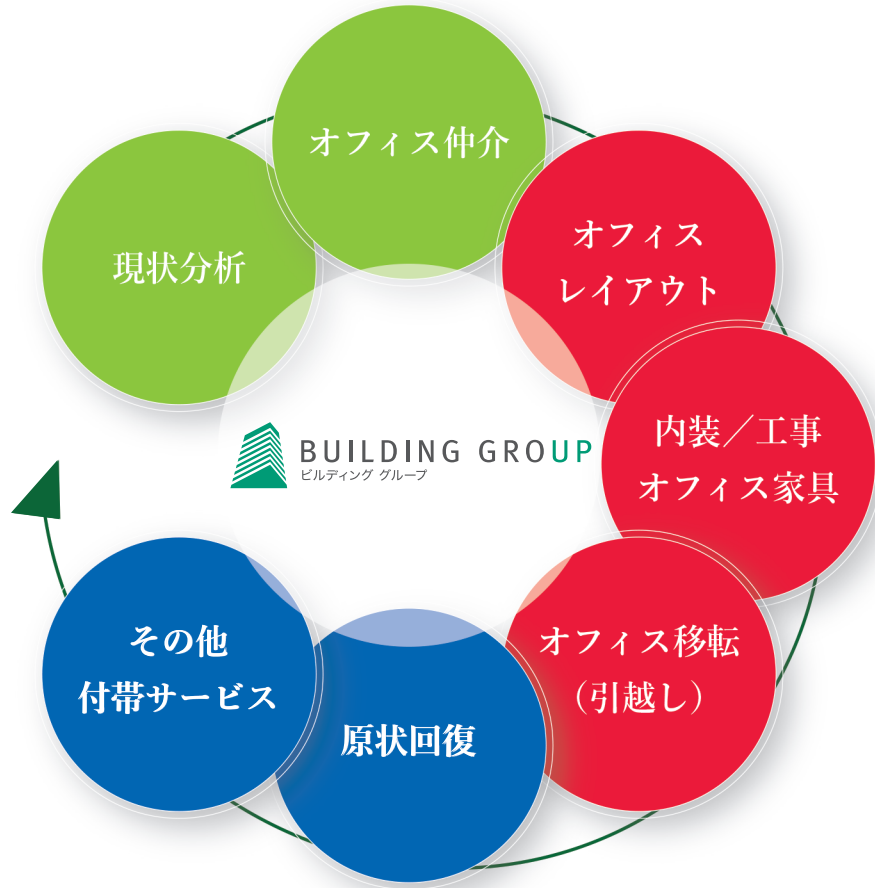 現状分析
オフィス仲介
オフィス
レイアウト
内装／工事
オフィス家具
オフィス移転
（引越し）
原状回復
その他
付帯サービス
BUILDING GROUP
ビルディング グループ